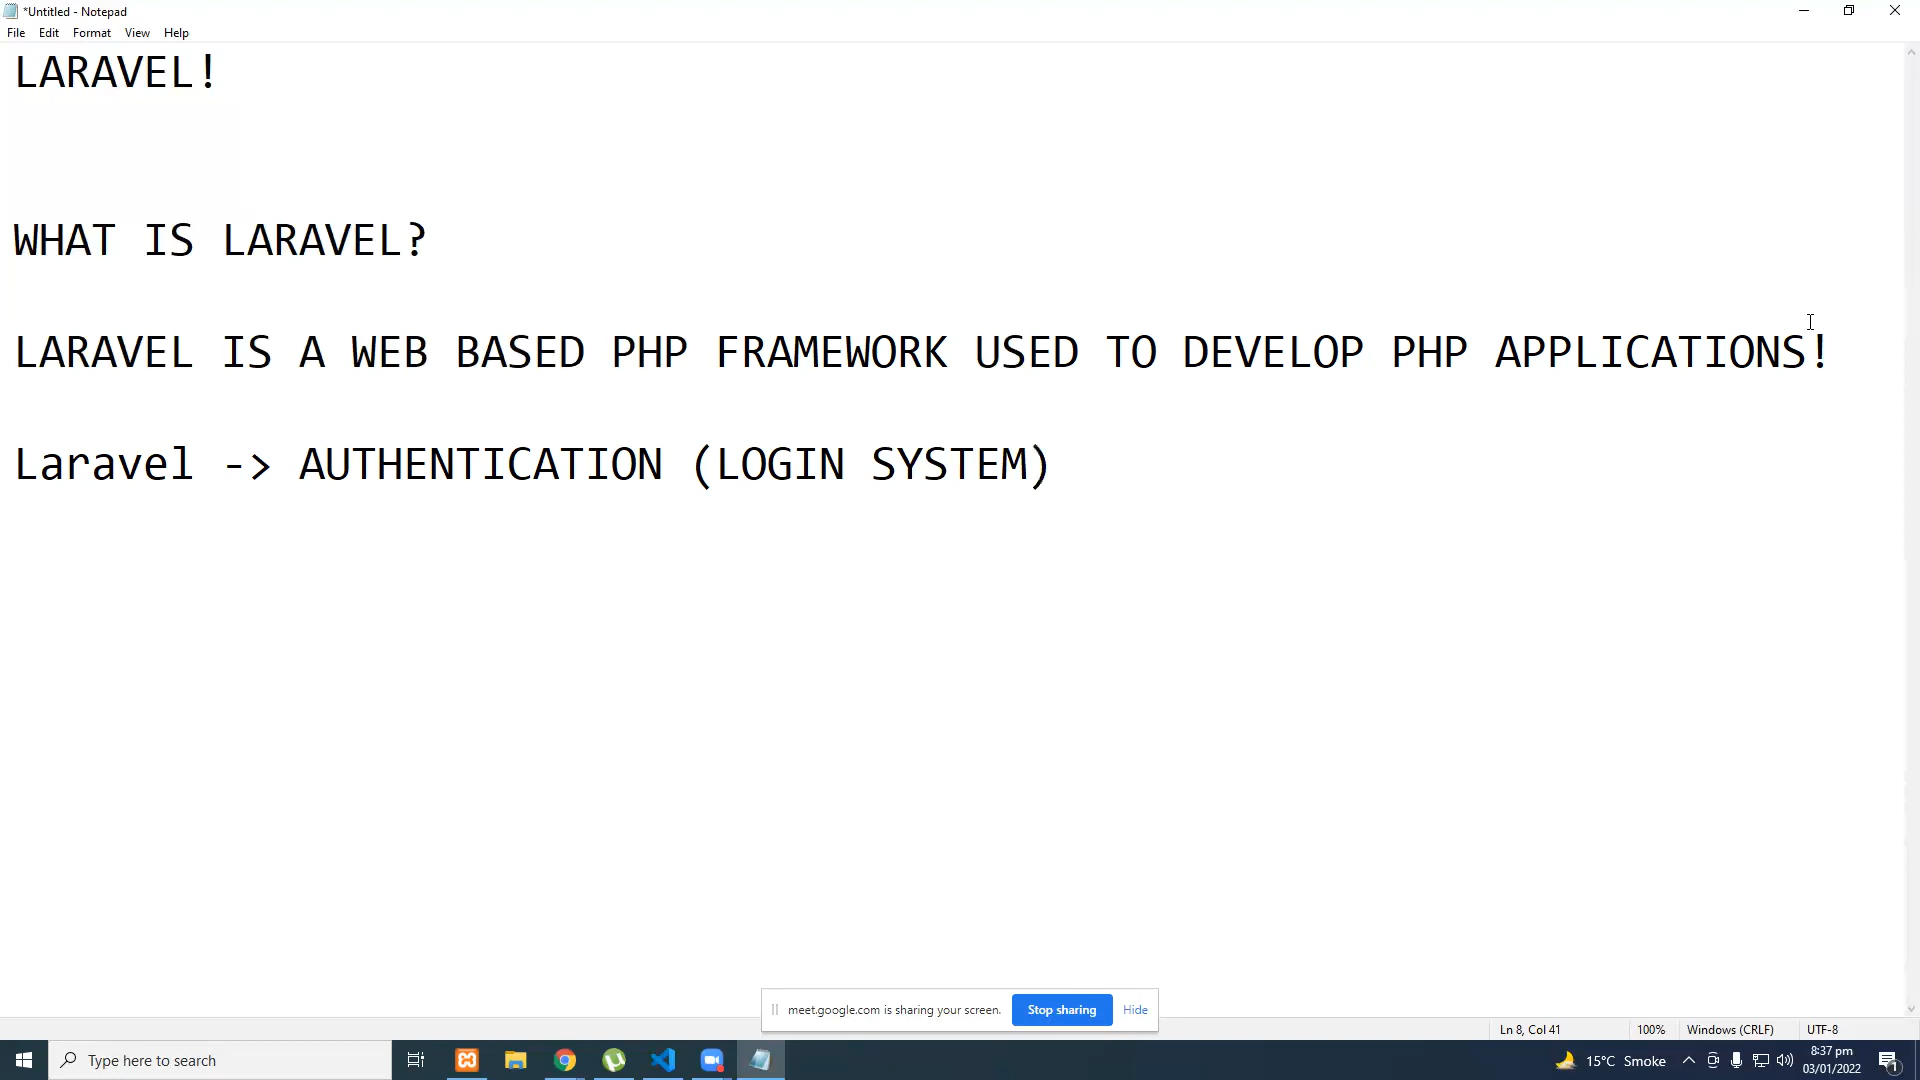 *Untitled - Notepad
File Edit Format View Help
LARAVEL!
WHAT IS LARAVEL?
LARAVEL IS A WEB BASED PHP FRAMEWORK USED TO DEVELOP PHP APPLICATIONS!
Laravel -> AUTHENTICATION (LOGIN SYSTEM)
meet.google.com is sharing your screen. Stop sharing Hide
Ln 8, Col 41 100% Windows (CRLF) UTF-8
Type here to search
15°C Smoke
8:37 pm
03/01/2022
1